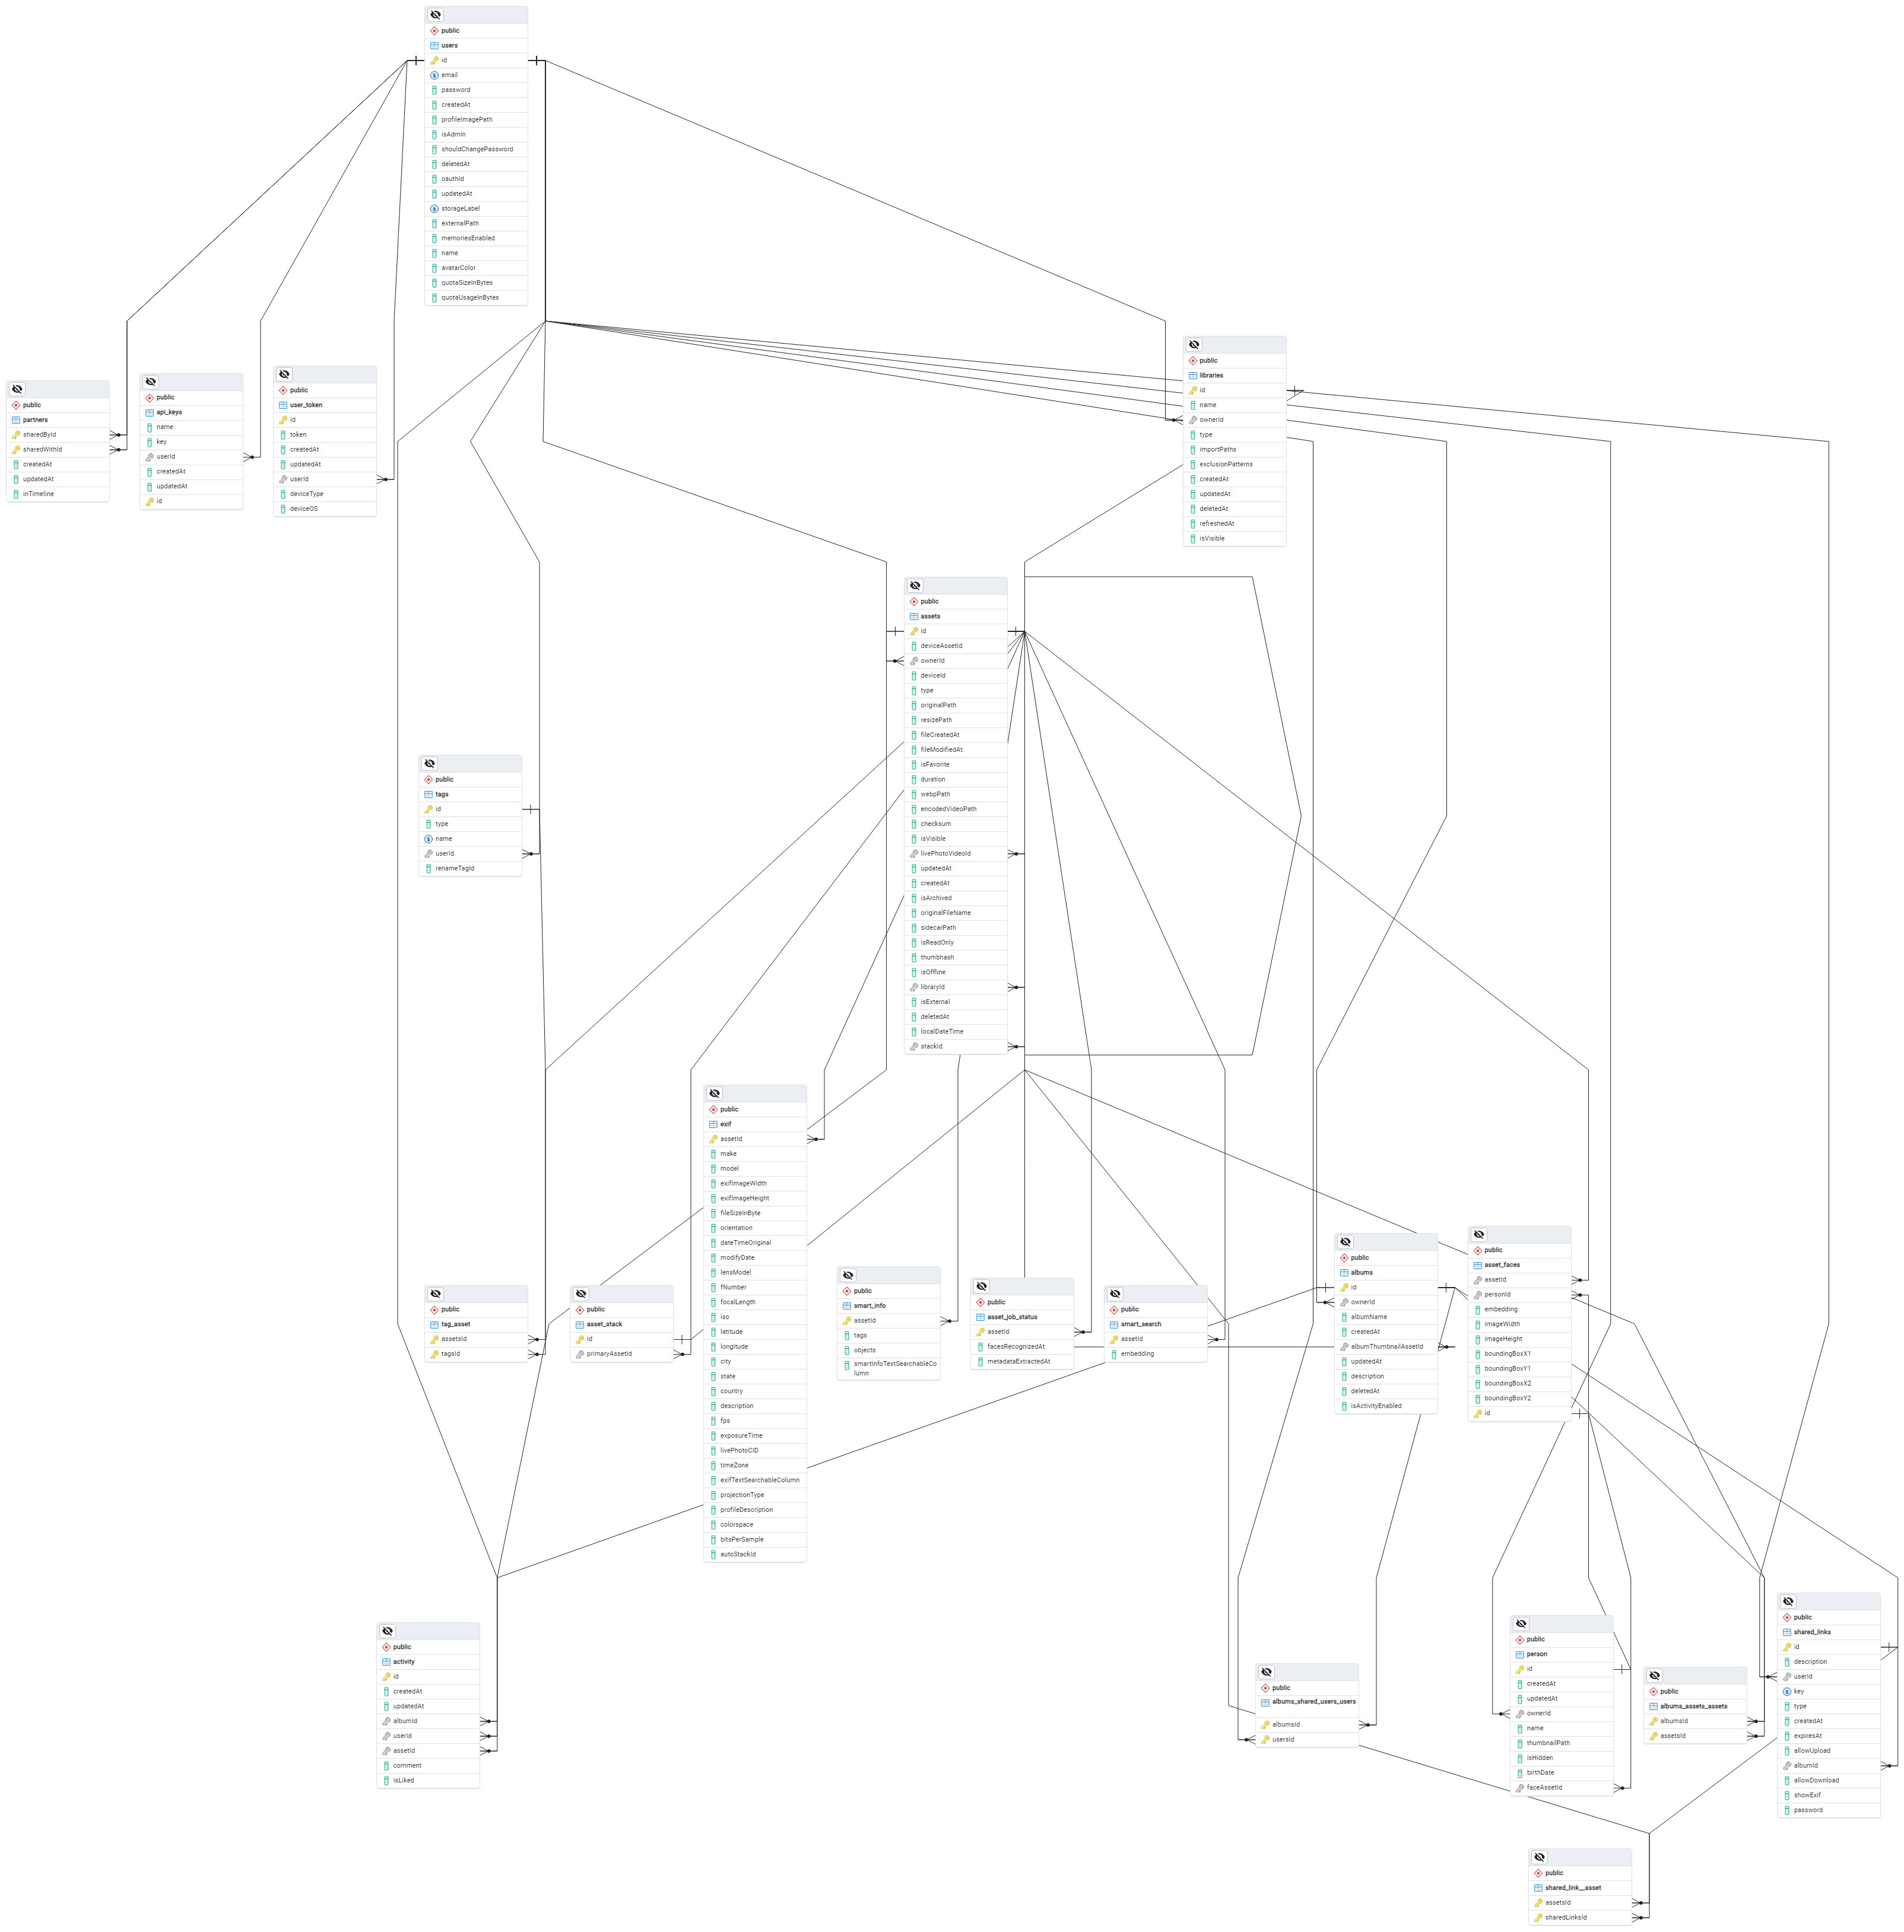 public
users
id
email
password
createdAt
profileImagePath
isAdmin
shouldChangePassword
deletedAt
oauthId
updatedAt
storageLabel
externalPath
memoriesEnabled
name
avatarColor
quotaSizeInBytes
quotaUsageInBytes
public
partners
sharedById
sharedWithId
createdAt
updatedAt
inTimeline
public
api_keys
name
key
userId
createdAt
updatedAt
id
public
user_token
id
token
createdAt
updatedAt
userId
deviceType
deviceOS
public
libraries
id
name
ownerId
type
importPaths
exclusionPatterns
createdAt
updatedAt
deletedAt
refreshedAt
isVisible
public
assets
id
deviceAssetId
ownerId
deviceId
type
originalPath
resizePath
fileCreatedAt
fileModifiedAt
isFavorite
duration
webpPath
encodedVideoPath
checksum
isVisible
livePhotoVideoId
updatedAt
createdAt
isArchived
originalFileName
sidecarPath
isReadOnly
thumbhash
isOffline
libraryId
isExternal
deletedAt
localDateTime
stackId
public
tags
id
type
name
userId
renameTagId
public
exif
assetId
make
model
exifImageWidth
exifImageHeight
fileSizeInByte
orientation
dateTimeOriginal
modifyDate
lensModel
fNumber
focalLength
iso
latitude
longitude
city
state
country
description
fps
exposureTime
livePhotoCID
timeZone
exifTextSearchableColumn
projectionType
profileDescription
colorspace
bitsPerSample
autoStackId
public
tag_asset
assetsId
tagsId
public
asset_stack
id
primaryAssetId
public
smart_info
assetId
tags
objects
smartInfoTextSearchableCo
lumn
public
asset_job_status
assetId
facesRecognizedAt
metadataExtractedAt
public
smart_search
assetId
embedding
public
albums
id
ownerId
albumName
createdAt
albumThumbnailAssetId
updatedAt
description
deletedAt
isActivityEnabled
public
asset_faces
assetId
personId
embedding
imageWidth
imageHeight
boundingBoxX1
boundingBoxY1
boundingBoxX2
boundingBoxY2
id
public
activity
id
createdAt
updatedAt
albumId
userId
assetId
comment
isLiked
public
albums_shared_users_users
albumsId
usersId
public
person
id
createdAt
updatedAt
ownerId
name
thumbnailPath
isHidden
birthDate
faceAssetId
public
albums_assets_assets
albumsId
assetsId
public
shared_links
id
description
userId
key
type
createdAt
expiresAt
allowUpload
albumId
allowDownload
showExif
password
public
shared_link__asset
assetsId
sharedLinksId